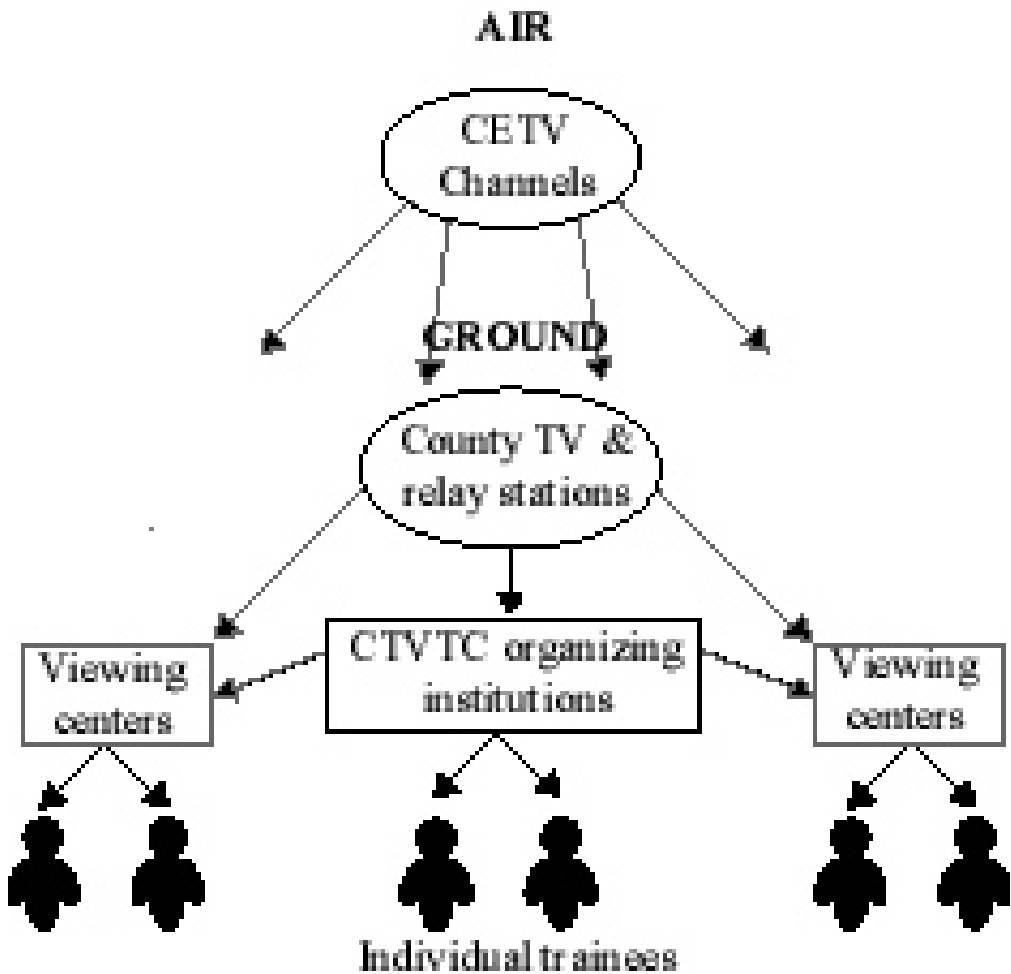 AIR
CETV
Channels
GROUND
County TV &
relay stations
Viewing
centers
CTVTC organizing
institutions
Viewing
centers
Individual trainees